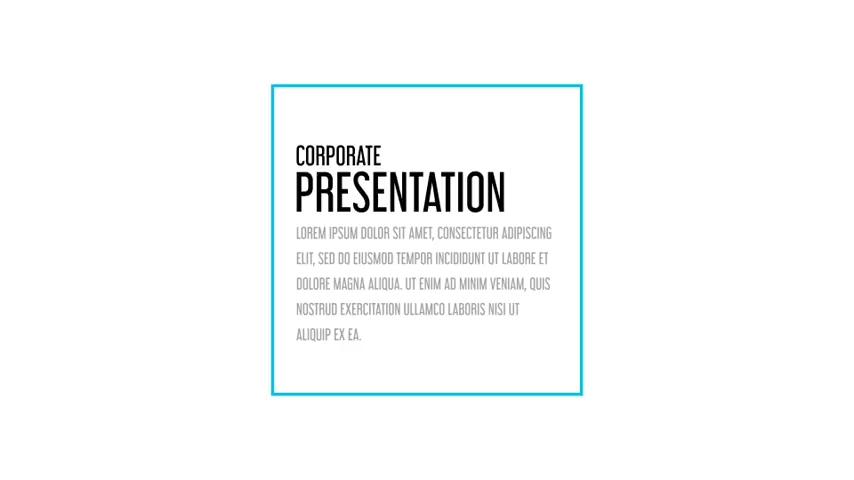 CORPORATE
PRESENTATION
LOREM IPSUM DOLOR SIT AMET, CONSECTETUR ADIPISCING
ELIT, SED DO EIUSMOD TEMPOR INCIDIDUNT UT LABORE ET
DOLORE MAGNA ALIQUA. UT ENIM AD MINIM VENIAM, QUIS
NOSTRUD EXERCITATION ULLAMCO LABORIS NISI UT
ALIQUIP EX EA.